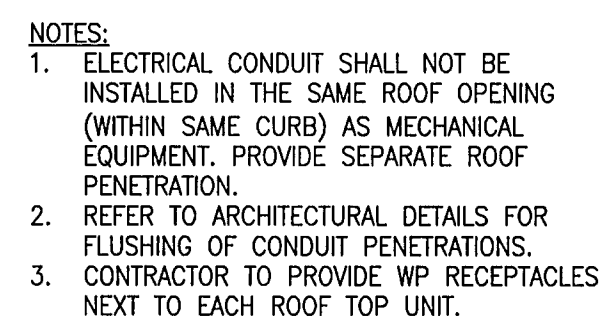 NOTES:
1. ELECTRICAL CONDUIT SHALL NOT BE
INSTALLED IN THE SAME ROOF OPENING
(WITHIN SAME CURB) AS MECHANICAL
EQUIPMENT. PROVIDE SEPARATE ROOF
PENETRATION.
2. REFER TO ARCHITECTURAL DETAILS FOR
FLUSHING OF CONDUIT PENETRATIONS.
3. CONTRACTOR TO PROVIDE WP RECEPTACLES
NEXT TO EACH ROOF TOP UNIT.